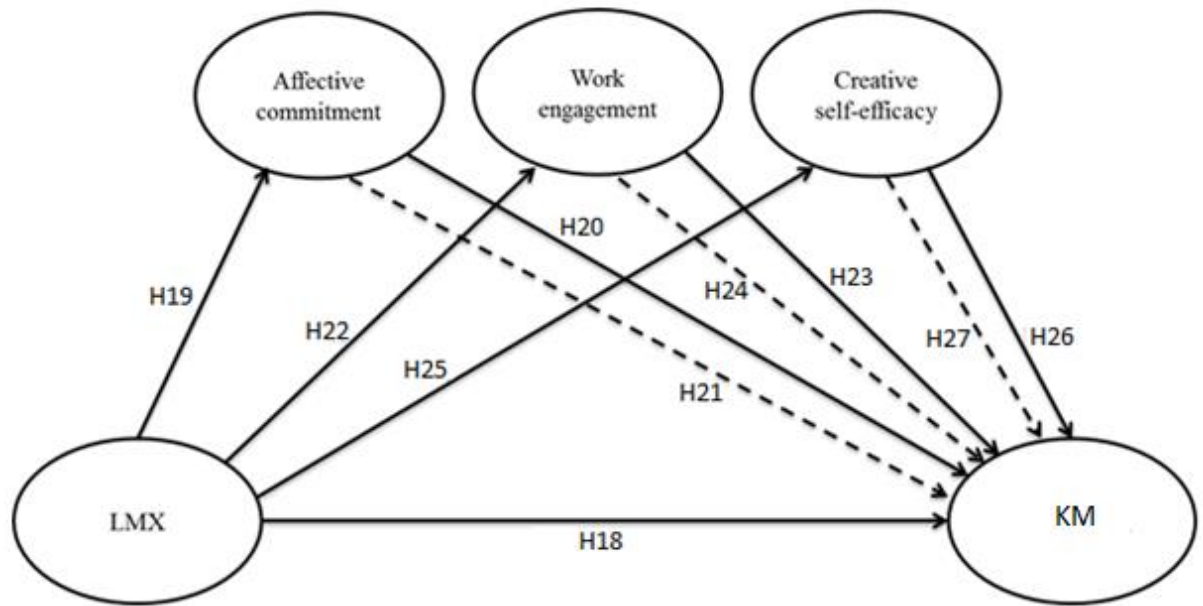 Affective
commitment
Work
engagement
Creative
self-efficacy
H20
H19
H24
H23
H22
H27
H26
H25
H21
LMX
KM
H18